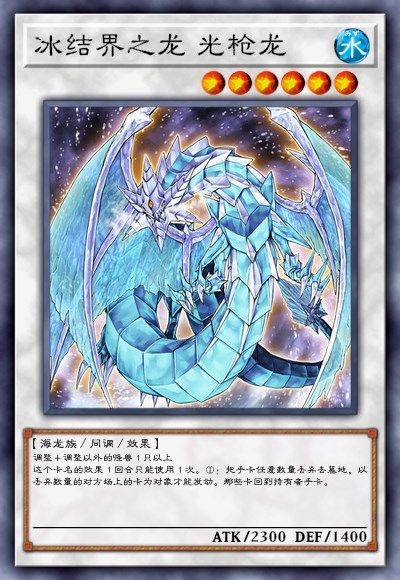 冰结界之龙 光枪龙
水
【海龙族/同调/效果】
调整+调整以外的怪兽1只以上
这个卡名的效果1回合只能使用1次。①：把手卡任意数量丢弃去墓地，以
丢弃数量的对方场上的卡为对象才能发动。那些卡回到持有者手卡。
ATK/2300 DEF/1400